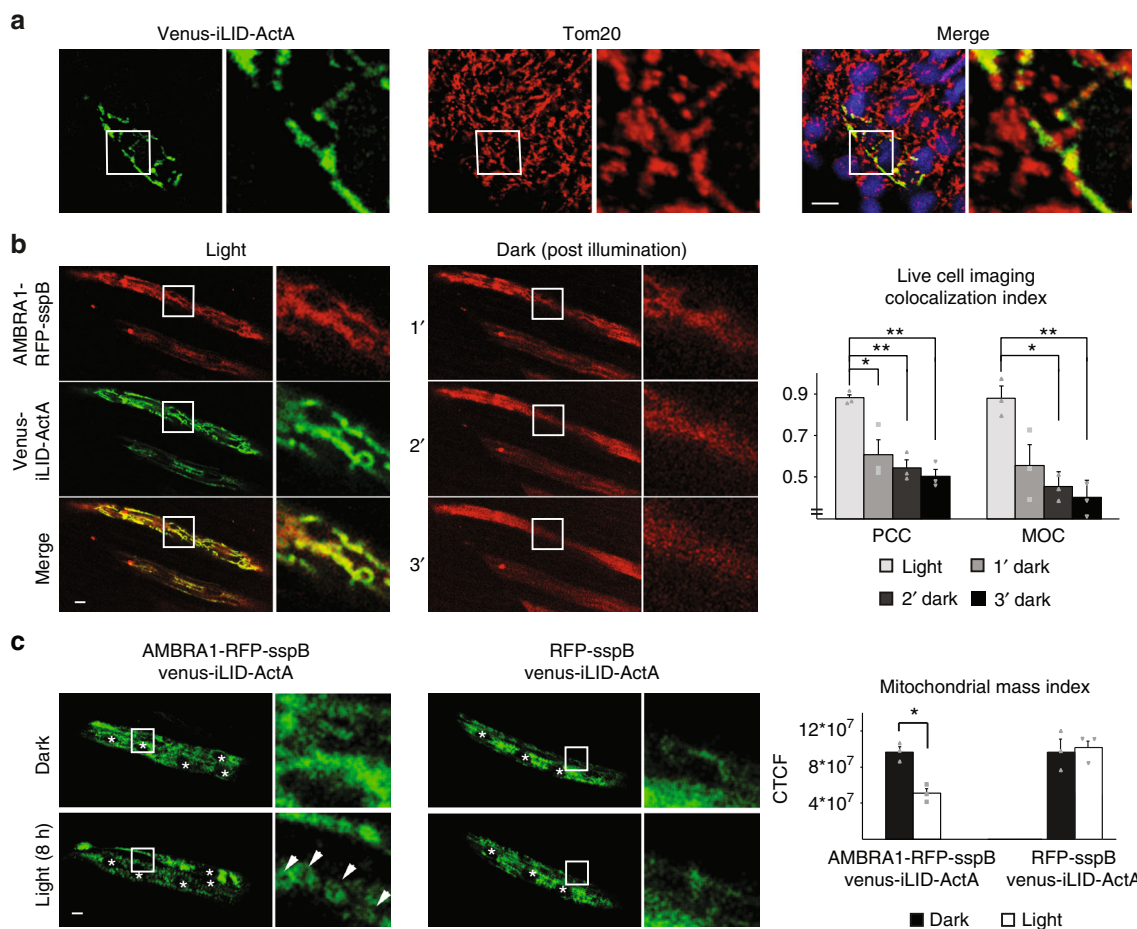 a
Venus-iLID-ActA
Tom20
Merge
b
Light
Dark (post illumination)
AMBRA1-
RFP-sspB
Venus-
iLID-ActA
Merge
1′
2′
3′
Live cell imaging
colocalization index
**
**
*
**
*
0.9
0.7
0.5
PCC
MOC
Light
1′ dark
2′ dark
3′ dark
c
AMBRA1-RFP-sspB
venus-iLID-ActA
RFP-sspB
venus-iLID-ActA
Dark
Light (8 h)
* * * * *
* * * *
* * * * *
* * *
Mitochondrial mass index
*
CTCF
12*10⁷
8*10⁷
4*10⁷
AMBRA1-RFP-sspB
venus-iLID-ActA
RFP-sspB
venus-iLID-ActA
Dark
Light